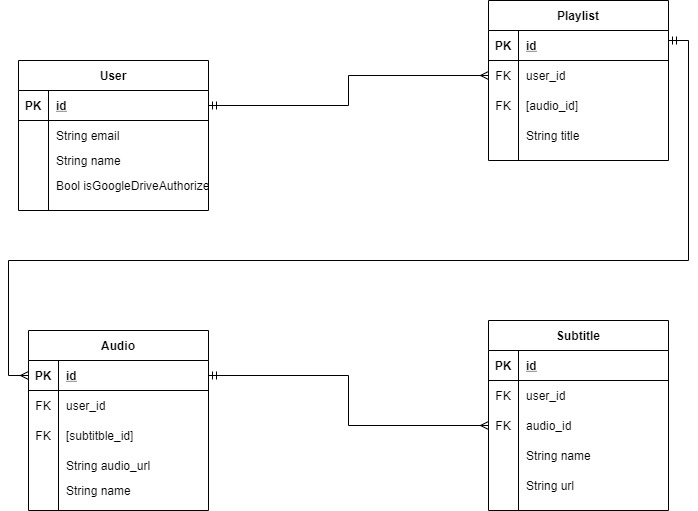 Playlist
PK id
FK user_id
FK [audio_id]
String title
User
PK id
String email
String name
Bool isGoogleDriveAuthorize
Audio
PK id
FK user_id
FK [subtitble_id]
String audio_url
String name
Subtitle
PK id
FK user_id
FK audio_id
String name
String url